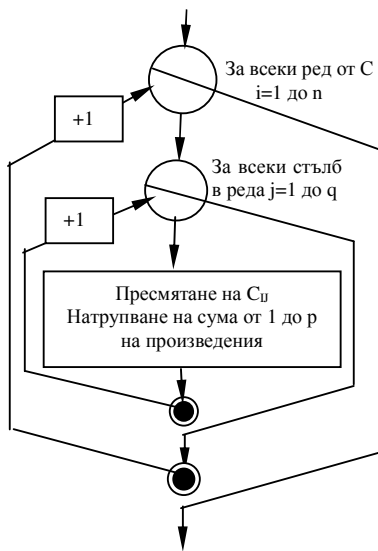 За всеки ред от C
i=1 до n
+1
За всеки стълб
в реда j=1 до q
+1
Пресмятане на C_IJ
Натрупване на сума от 1 до p
на произведения